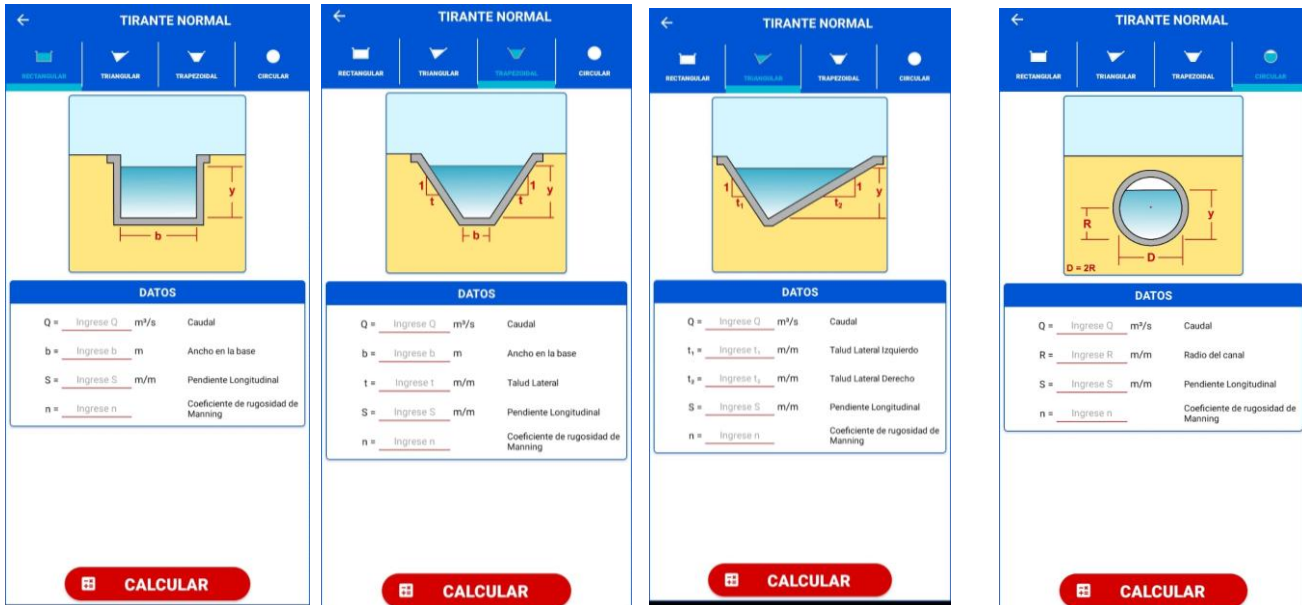 TIRANTE NORMAL
RECTANGULAR TRIANGULAR TRAPEZOIDAL CIRCULAR
y
b
DATOS
Q = Ingrese Q m³/s Caudal
b = Ingrese b m Ancho en la base
S = Ingrese S m/m Pendiente Longitudinal
n = Ingrese n Coeficiente de rugosidad de
Manning
CALCULAR
TIRANTE NORMAL
RECTANGULAR TRIANGULAR TRAPEZOIDAL CIRCULAR
1 1 y
t t
b
DATOS
Q = Ingrese Q m³/s Caudal
b = Ingrese b m Ancho en la base
t = Ingrese t m/m Talud Lateral
S = Ingrese S m/m Pendiente Longitudinal
n = Ingrese n Coeficiente de rugosidad de
Manning
CALCULAR
TIRANTE NORMAL
RECTANGULAR TRIANGULAR TRAPEZOIDAL CIRCULAR
1 1 y
t₁ t₂
DATOS
Q = Ingrese Q m³/s Caudal
t₁ = Ingrese t₁ m/m Talud Lateral Izquierdo
t₂ = Ingrese t₂ m/m Talud Lateral Derecho
S = Ingrese S m/m Pendiente Longitudinal
n = Ingrese n Coeficiente de rugosidad de
Manning
CALCULAR
TIRANTE NORMAL
RECTANGULAR TRIANGULAR TRAPEZOIDAL CIRCULAR
R y
D
D = 2R
DATOS
Q = Ingrese Q m³/s Caudal
R = Ingrese R m/m Radio del canal
S = Ingrese S m/m Pendiente Longitudinal
n = Ingrese n Coeficiente de rugosidad de
Manning
CALCULAR